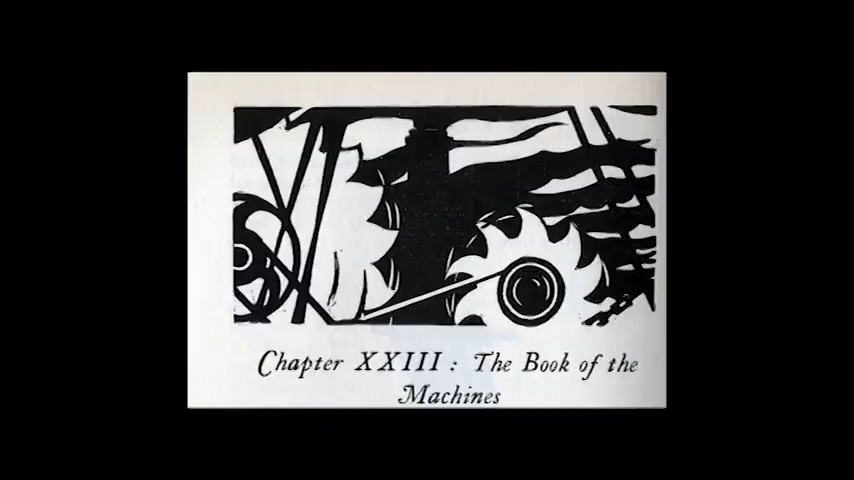 Chapter XXIII : The Book of the
Machines